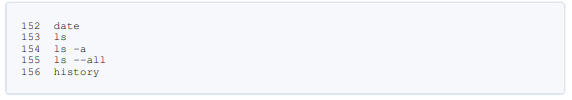 152  date
153  ls
154  ls -a
155  ls --all
156  history